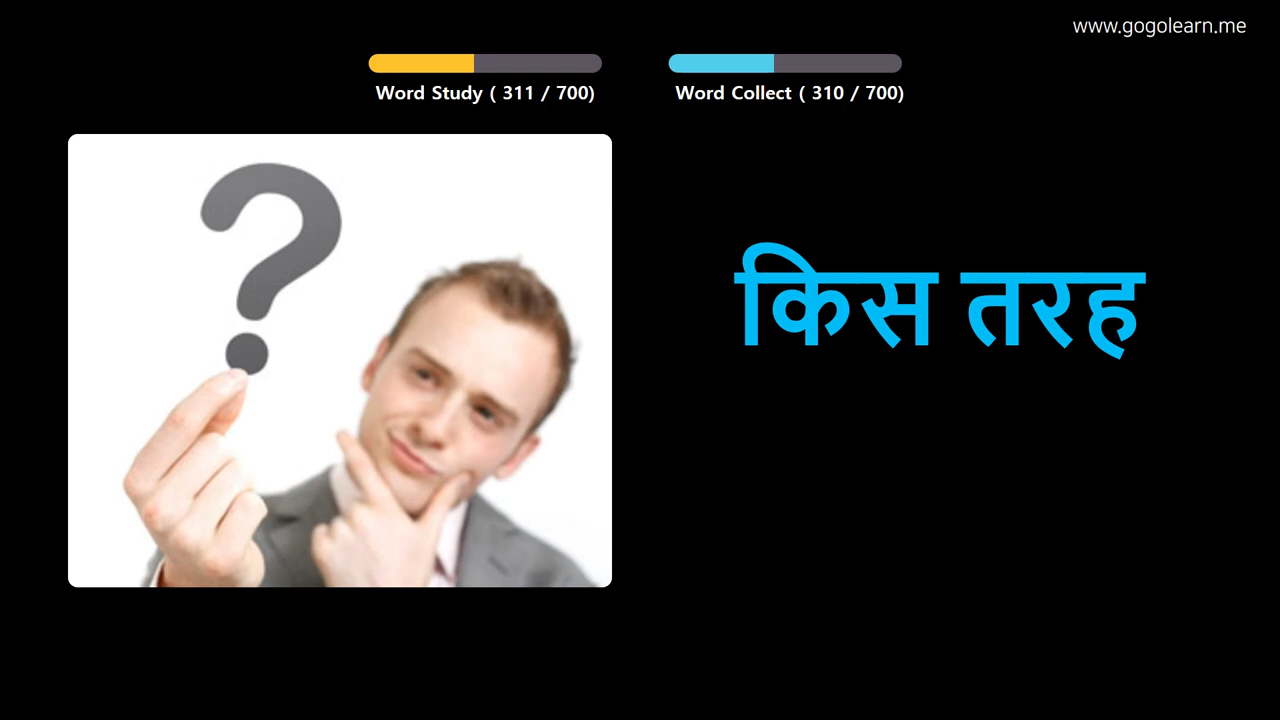 www.gogolearn.me
Word Study ( 311 / 700)
Word Collect ( 310 / 700)
?
किस तरह